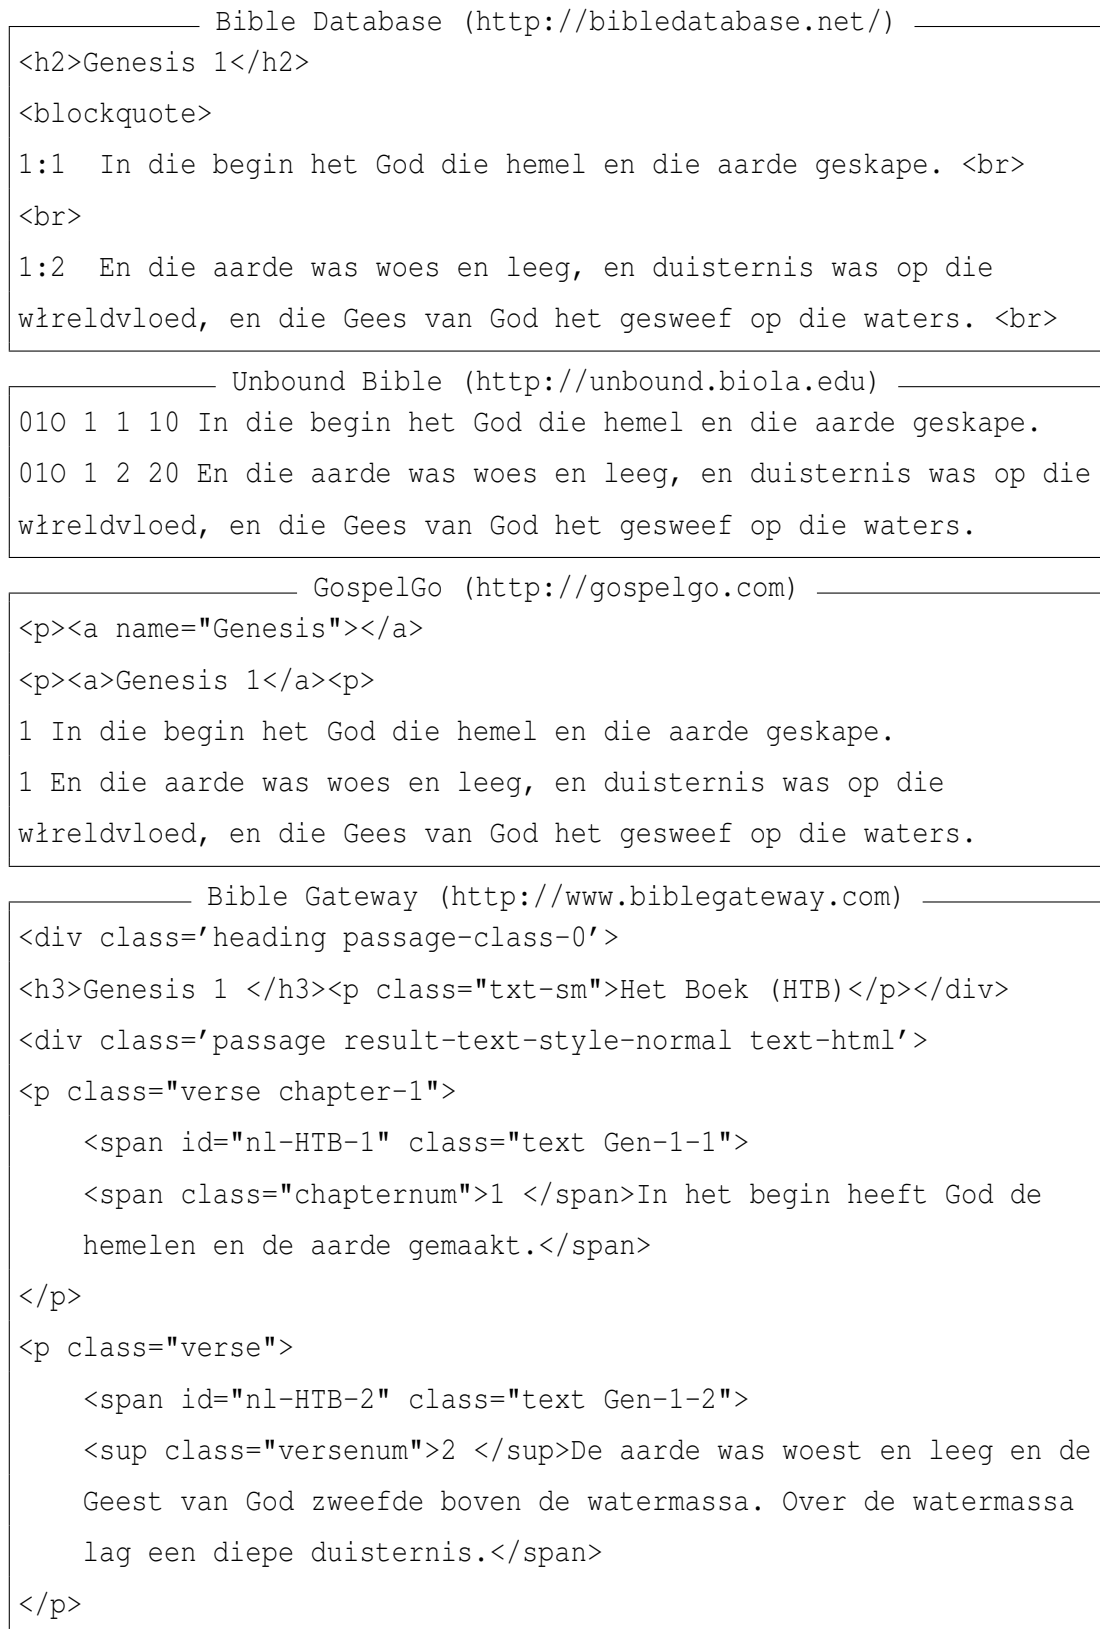 Bible Database (http://bibledatabase.net/)
<h2>Genesis 1</h2>
<blockquote>
1:1  In die begin het God die hemel en die aarde geskape. <br>
<br>
1:2  En die aarde was woes en leeg, en duisternis was op die
włreldvloed, en die Gees van God het gesweef op die waters. <br>
Unbound Bible (http://unbound.biola.edu)
01O 1 1 10 In die begin het God die hemel en die aarde geskape.
01O 1 2 20 En die aarde was woes en leeg, en duisternis was op die
włreldvloed, en die Gees van God het gesweef op die waters.
GospelGo (http://gospelgo.com)
<p><a name="Genesis"></a>
<p><a>Genesis 1</a><p>
1 In die begin het God die hemel en die aarde geskape.
1 En die aarde was woes en leeg, en duisternis was op die
włreldvloed, en die Gees van God het gesweef op die waters.
Bible Gateway (http://www.biblegateway.com)
<div class=’heading passage-class-0’>
<h3>Genesis 1 </h3><p class="txt-sm">Het Boek (HTB)</p></div>
<div class=’passage result-text-style-normal text-html’>
<p class="verse chapter-1">
    <span id="nl-HTB-1" class="text Gen-1-1">
    <span class="chapternum">1 </span>In het begin heeft God de
    hemelen en de aarde gemaakt.</span>
</p>
<p class="verse">
    <span id="nl-HTB-2" class="text Gen-1-2">
    <sup class="versenum">2 </sup>De aarde was woest en leeg en de
    Geest van God zweefde boven de watermassa. Over de watermassa
    lag een diepe duisternis.</span>
</p>